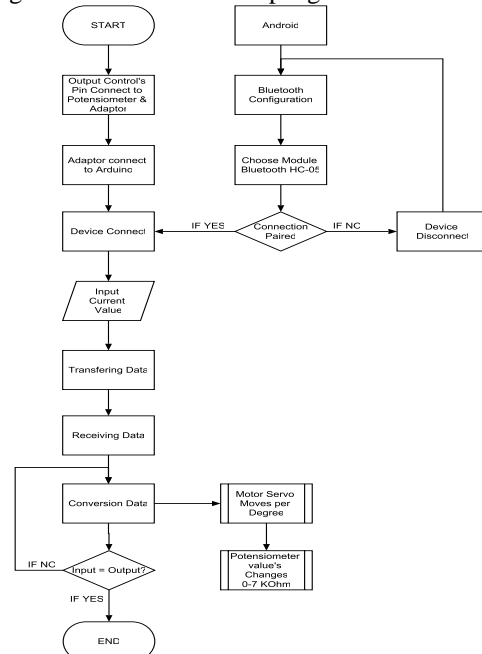 START
Android
Output Control's
Pin Connect to
Potensiometer &
Adaptor
Bluetooth
Configuration
Adaptor connect
to Arduino
Choose Module
Bluetooth HC-05
Device Connect
IF YES
Connection
Paired
IF NO
Device
Disconnect
Input
Current
Value
Transfering Data
Receiving Data
Conversion Data
Motor Servo
Moves per
Degree
IF NO
Input = Output?
Potensiometer
value's
Changes
0-7 KOhm
IF YES
END